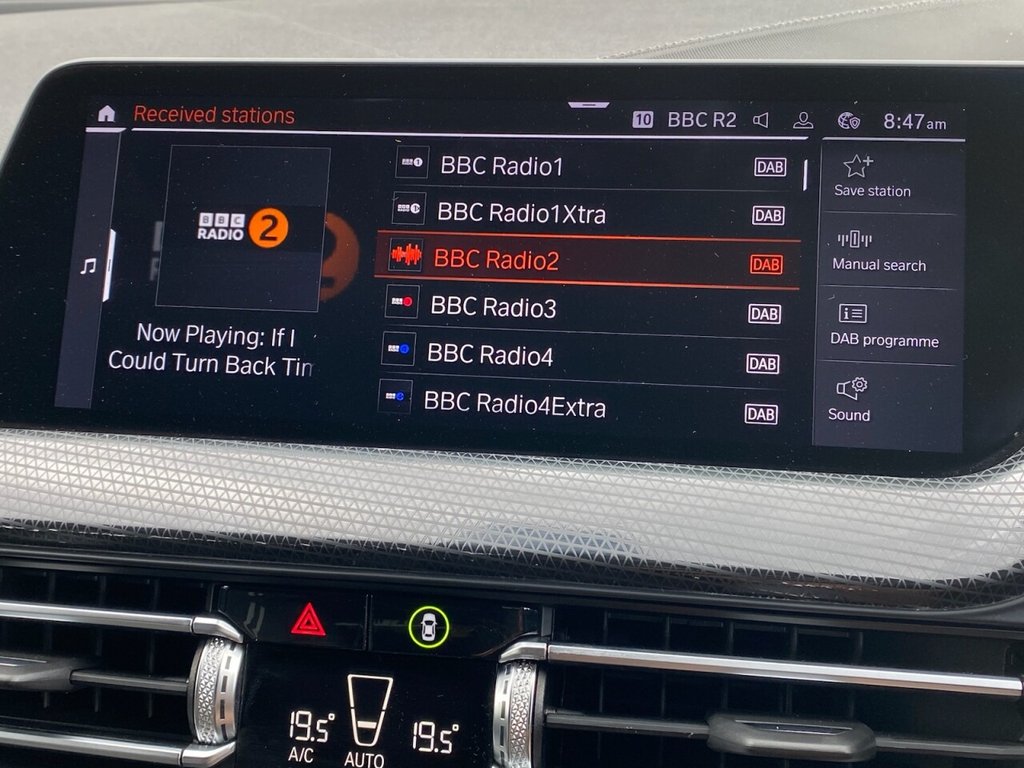 Received stations
10 BBC R2 8:47am
BBC
RADIO 2
Now Playing: If I
Could Turn Back Tim
BBC Radio1 DAB
BBC Radio1Xtra DAB
BBC Radio2 DAB
BBC Radio3 DAB
BBC Radio4 DAB
BBC Radio4Extra DAB
Save station
Manual search
DAB programme
Sound
19.5°
A/C
AUTO
19.5°